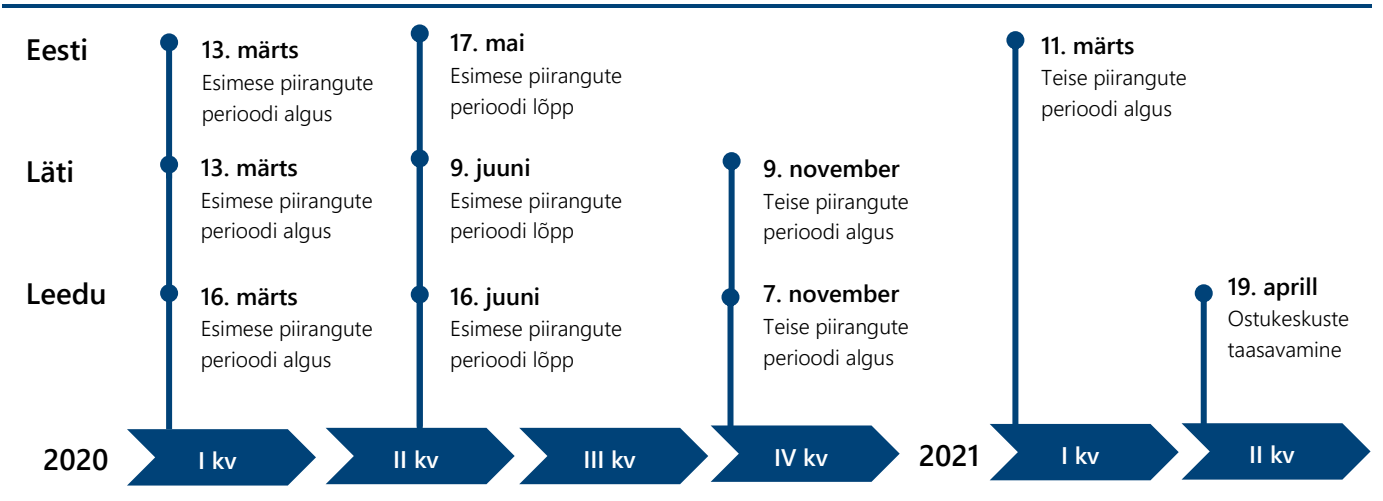 Eesti
13. märts
Esimese piirangute
perioodi algus
17. mai
Esimese piirangute
perioodi lõpp
11. märts
Teise piirangute
perioodi algus
Läti
13. märts
Esimese piirangute
perioodi algus
9. juuni
Esimese piirangute
perioodi lõpp
9. november
Teise piirangute
perioodi algus
Leedu
16. märts
Esimese piirangute
perioodi algus
16. juuni
Esimese piirangute
perioodi lõpp
7. november
Teise piirangute
perioodi algus
19. aprill
Ostukeskuste
taasavamine
2020
I kv
II kv
III kv
IV kv
2021
I kv
II kv